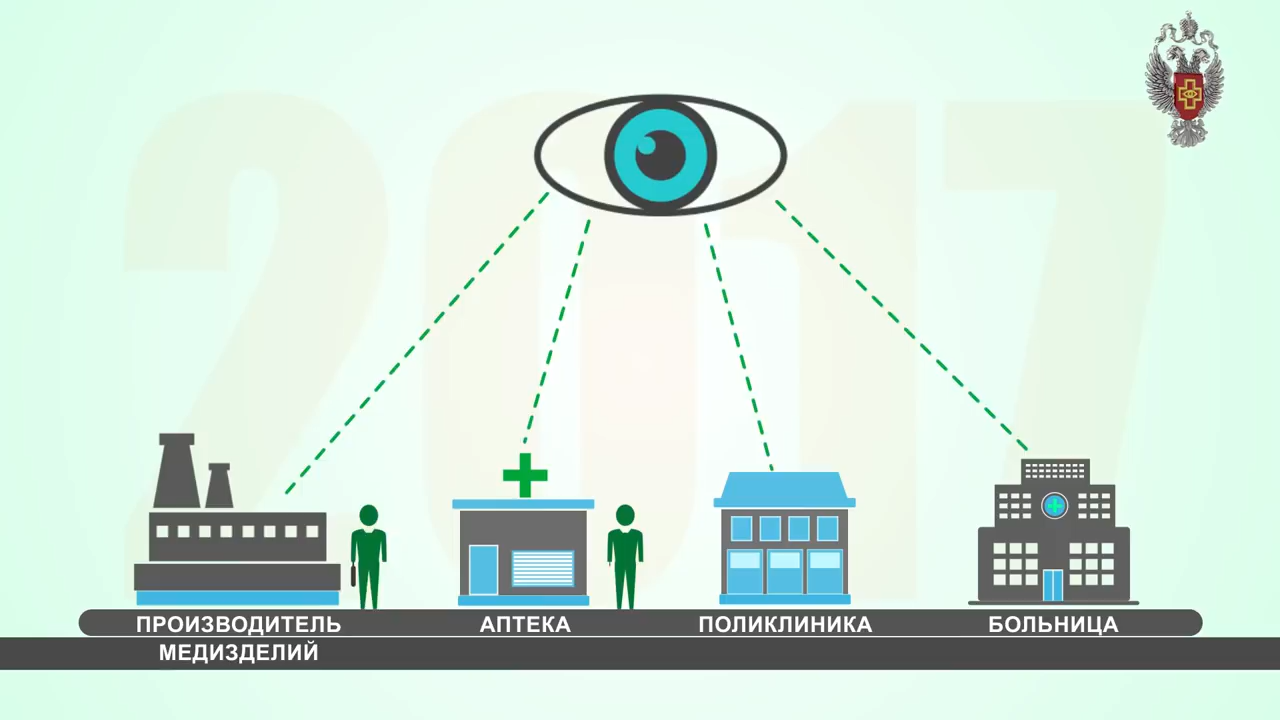 2017
ПРОИЗВОДИТЕЛЬ АПТЕКА ПОЛИКЛИНИКА БОЛЬНИЦА
МЕДИЗДЕЛИЙ